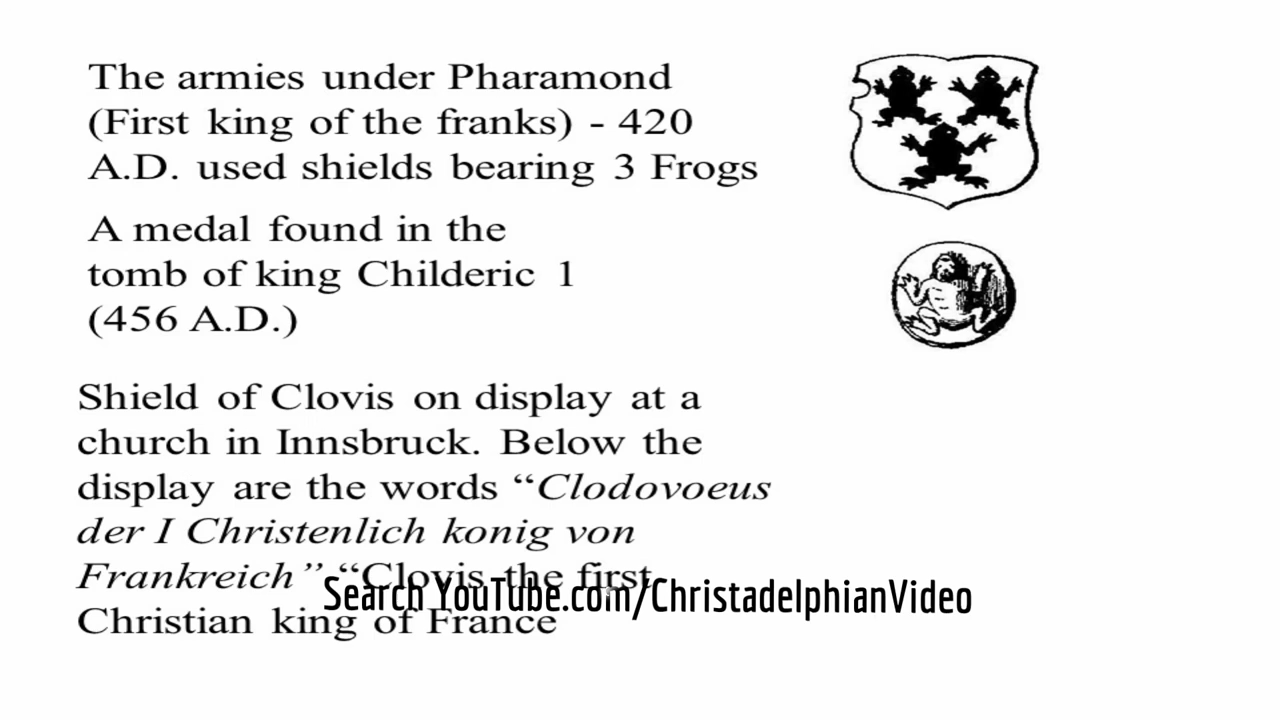 The armies under Pharamond
(First king of the franks) - 420
A.D. used shields bearing 3 Frogs
A medal found in the
tomb of king Childeric 1
(456 A.D.)
Shield of Clovis on display at a
church in Innsbruck. Below the
display are the words “Clodovoeus
der I Christenlich konig von
Frankreich” “Clovis the first
Christian king of France
Search YouTube.com/ChristadelphianVideo